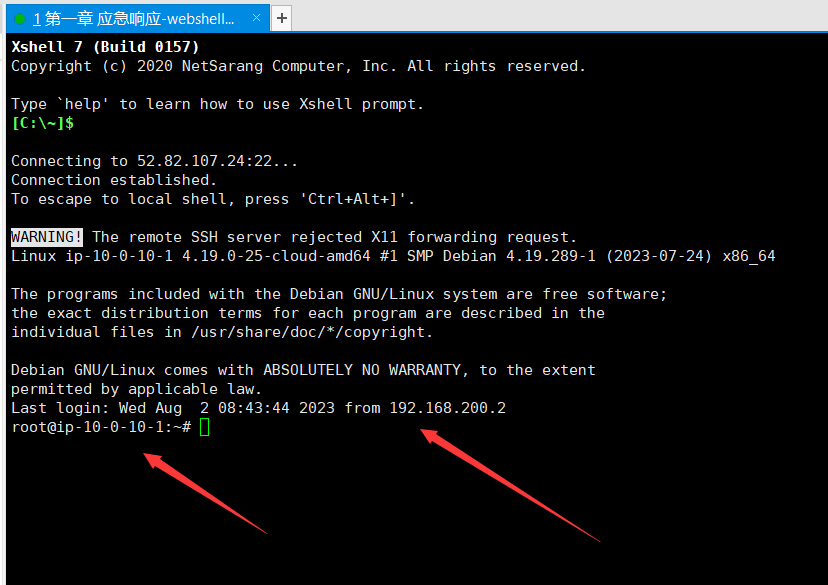 1 第一章 应急响应-webshell... × +
Xshell 7 (Build 0157)
Copyright (c) 2020 NetSarang Computer, Inc. All rights reserved.
Type `help' to learn how to use Xshell prompt.
[C:\~]$
Connecting to 52.82.107.24:22...
Connection established.
To escape to local shell, press 'Ctrl+Alt+]'.
WARNING! The remote SSH server rejected X11 forwarding request.
Linux ip-10-0-10-1 4.19.0-25-cloud-amd64 #1 SMP Debian 4.19.289-1 (2023-07-24) x86_64
The programs included with the Debian GNU/Linux system are free software;
the exact distribution terms for each program are described in the
individual files in /usr/share/doc/*/copyright.
Debian GNU/Linux comes with ABSOLUTELY NO WARRANTY, to the extent
permitted by applicable law.
Last login: Wed Aug  2 08:43:44 2023 from 192.168.200.2
root@ip-10-0-10-1:~#